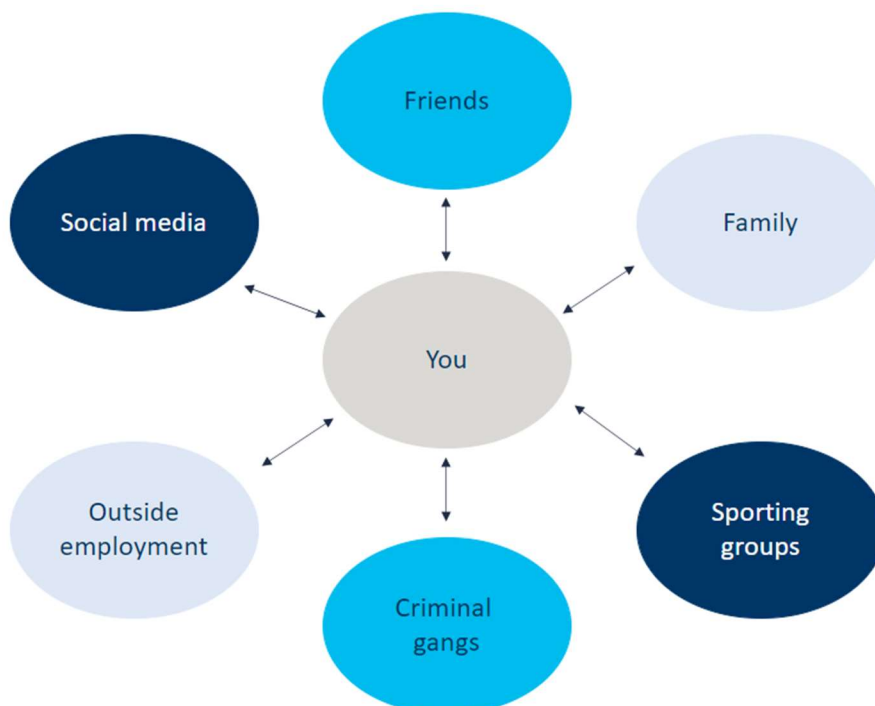 Friends
Social media
Family
You
Outside
employment
Sporting
groups
Criminal
gangs